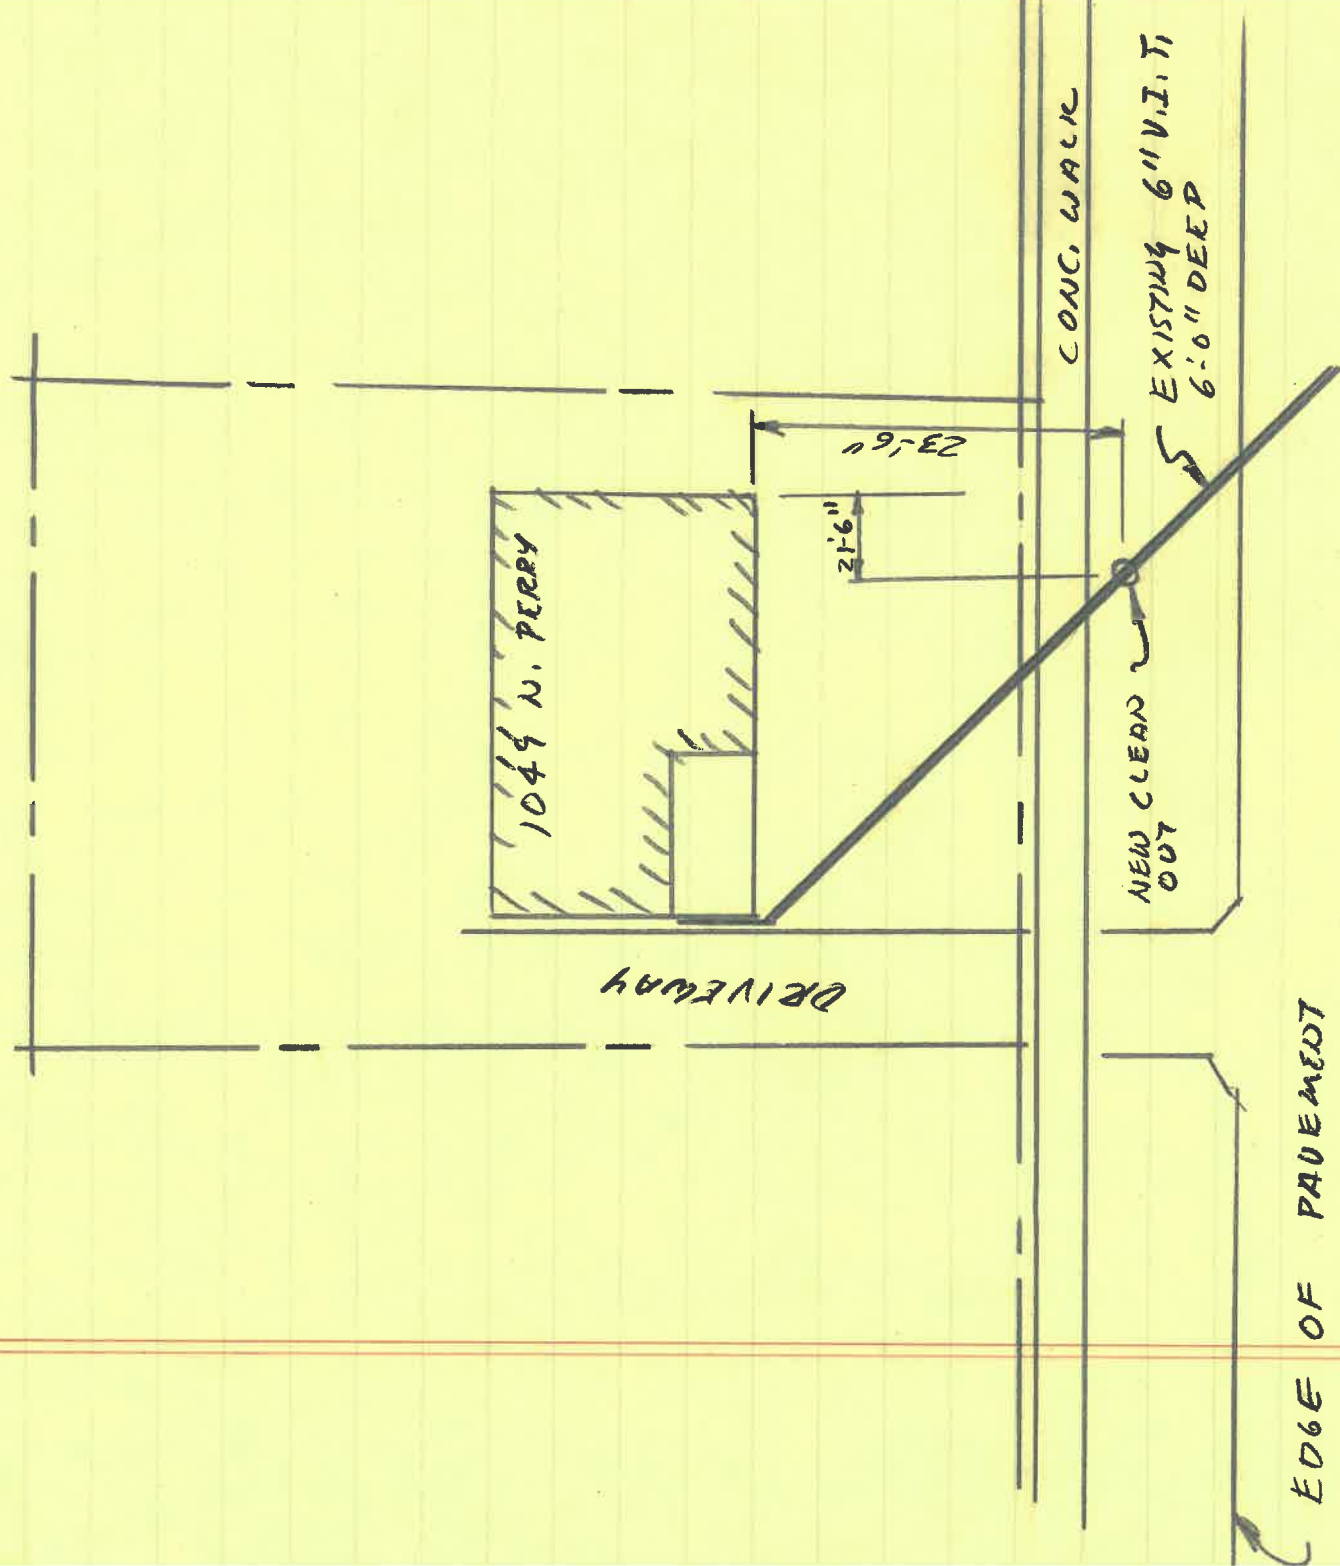 1044 N. PERRY
DRIVEWAY
23'-6"
21'-6"
CONC. WALK
EXISTING 6" V.I.T.
6'-0" DEEP
NEW CLEAN
OUT
EDGE OF PAVEMENT